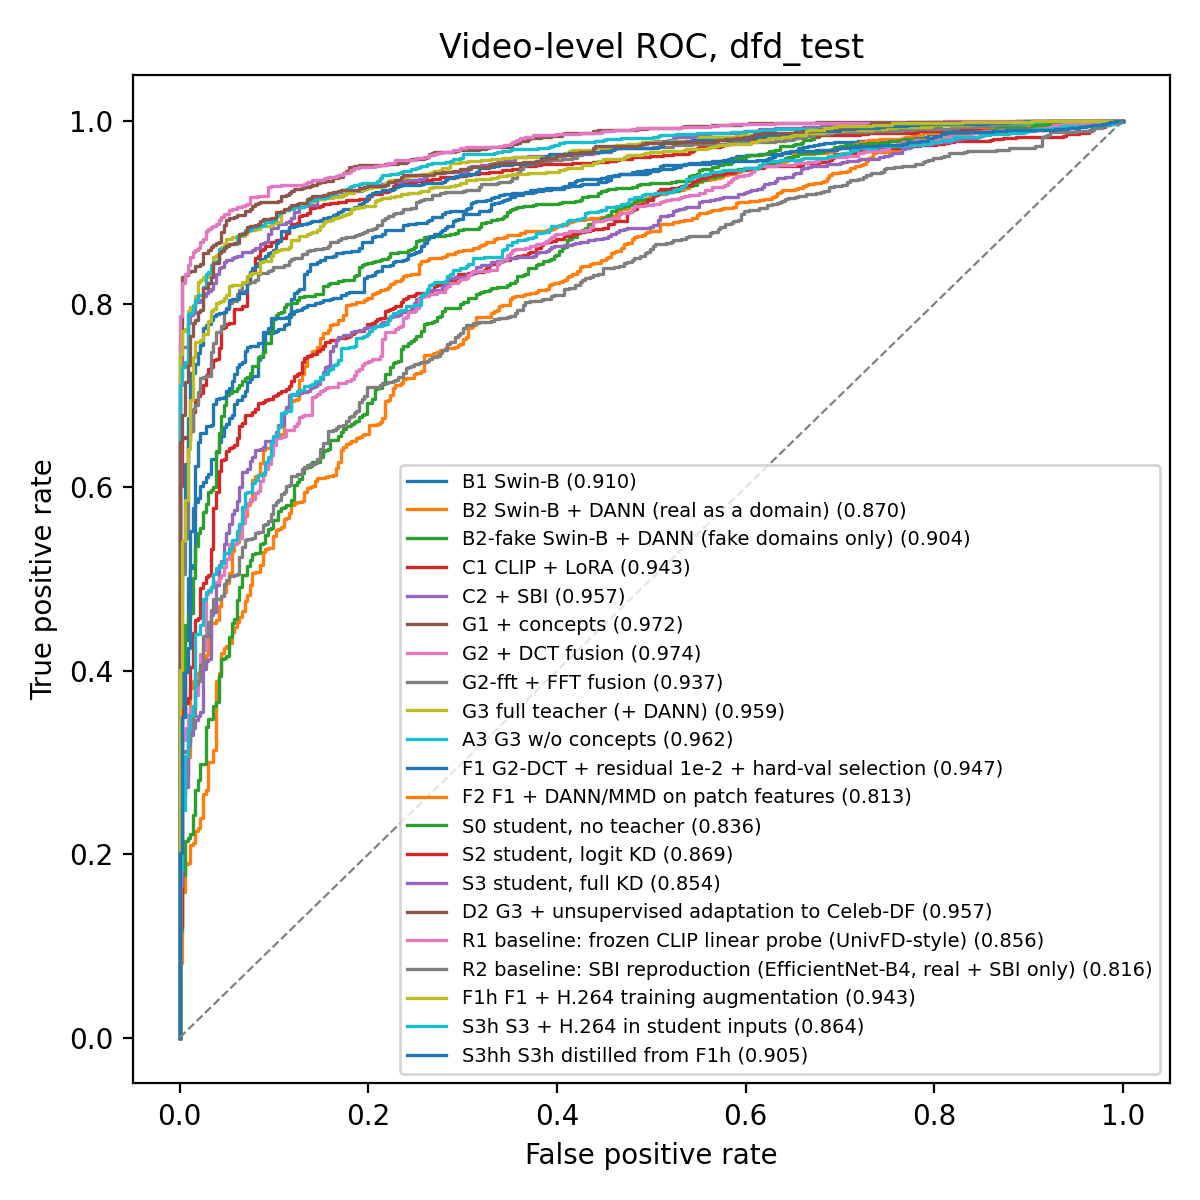 Video-level ROC, dfd_test
True positive rate
1.0
0.8
0.6
0.4
0.2
0.0
B1 Swin-B (0.910)
B2 Swin-B + DANN (real as a domain) (0.870)
B2-fake Swin-B + DANN (fake domains only) (0.904)
C1 CLIP + LoRA (0.943)
C2 + SBI (0.957)
G1 + concepts (0.972)
G2 + DCT fusion (0.974)
G2-fft + FFT fusion (0.937)
G3 full teacher (+ DANN) (0.959)
A3 G3 w/o concepts (0.962)
F1 G2-DCT + residual 1e-2 + hard-val selection (0.947)
F2 F1 + DANN/MMD on patch features (0.813)
S0 student, no teacher (0.836)
S2 student, logit KD (0.869)
S3 student, full KD (0.854)
D2 G3 + unsupervised adaptation to Celeb-DF (0.957)
R1 baseline: frozen CLIP linear probe (UnivFD-style) (0.856)
R2 baseline: SBI reproduction (EfficientNet-B4, real + SBI only) (0.816)
F1h F1 + H.264 training augmentation (0.943)
S3h S3 + H.264 in student inputs (0.864)
S3hh S3h distilled from F1h (0.905)
0.0 0.2 0.4 0.6 0.8 1.0
False positive rate